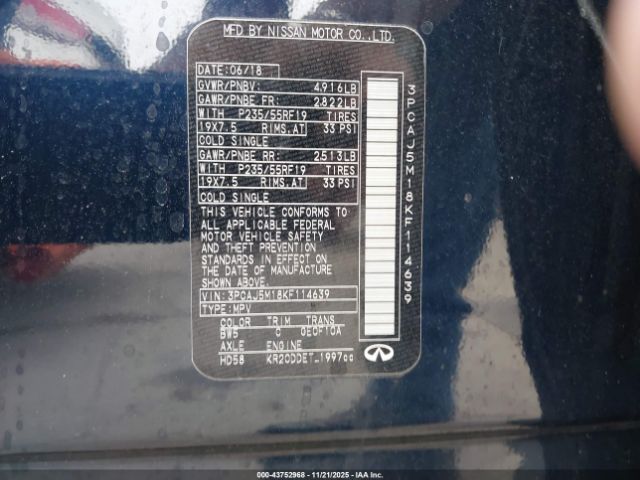 MFD BY NISSAN MOTOR CO.,LTD.
DATE: 06/18
GVWR/PNBV: 4,916LB
GAWR/PNBE FR: 2822LB
WITH P235/55RF19 TIRES
19X7.5 RIMS,AT 33 PSI
COLD SINGLE
GAWR/PNBE RR: 2513LB
WITH P235/55RF19 TIRES
19X7.5 RIMS,AT 33 PSI
COLD SINGLE
THIS VEHICLE CONFORMS TO
ALL APPLICABLE FEDERAL
MOTOR VEHICLE SAFETY
AND THEFT PREVENTION
STANDARDS IN EFFECT ON
THE DATE OF MANUFACTURE
SHOWN ABOVE.
VIN: 3PCAJ5M18KF114639
TYPE: MPV
COLOR TRIM TRANS
BW5 G GE0F10A
AXLE ENGINE
HD58 KR20DDET 1997cc
3PCAJ5M18KF114639
000-43752968 - 11/21/2025 - IAA Inc.